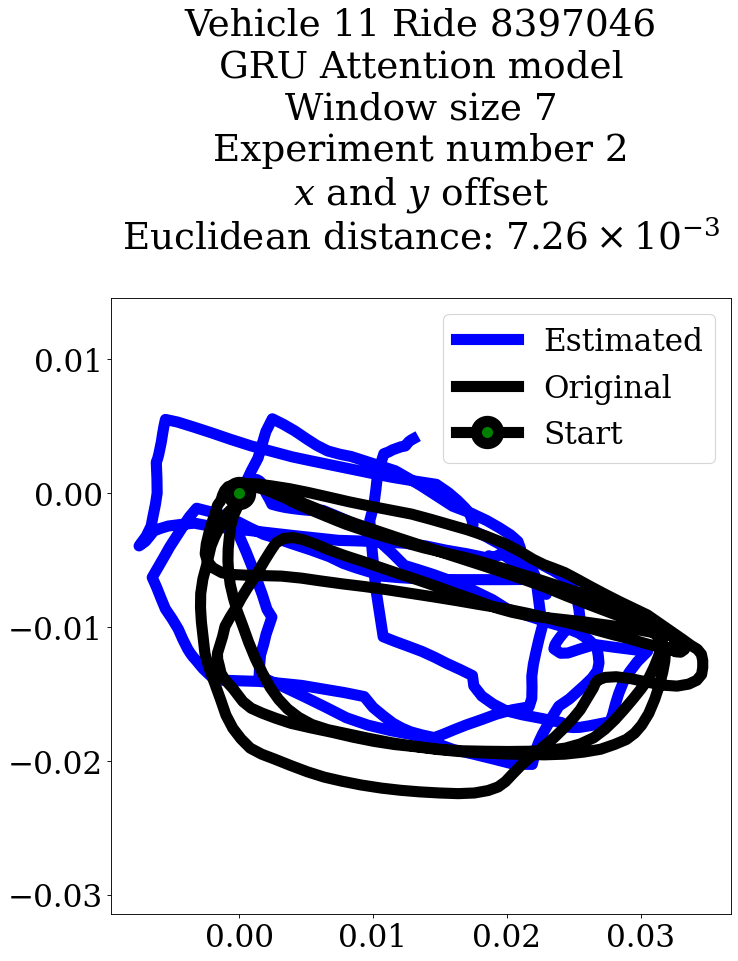 Vehicle 11 Ride 8397046
GRU Attention model
Window size 7
Experiment number 2
x and y offset
Euclidean distance: 7.26 × 10⁻³
Estimated
Original
Start
0.01
0.00
−0.01
−0.02
−0.03
0.00 0.01 0.02 0.03